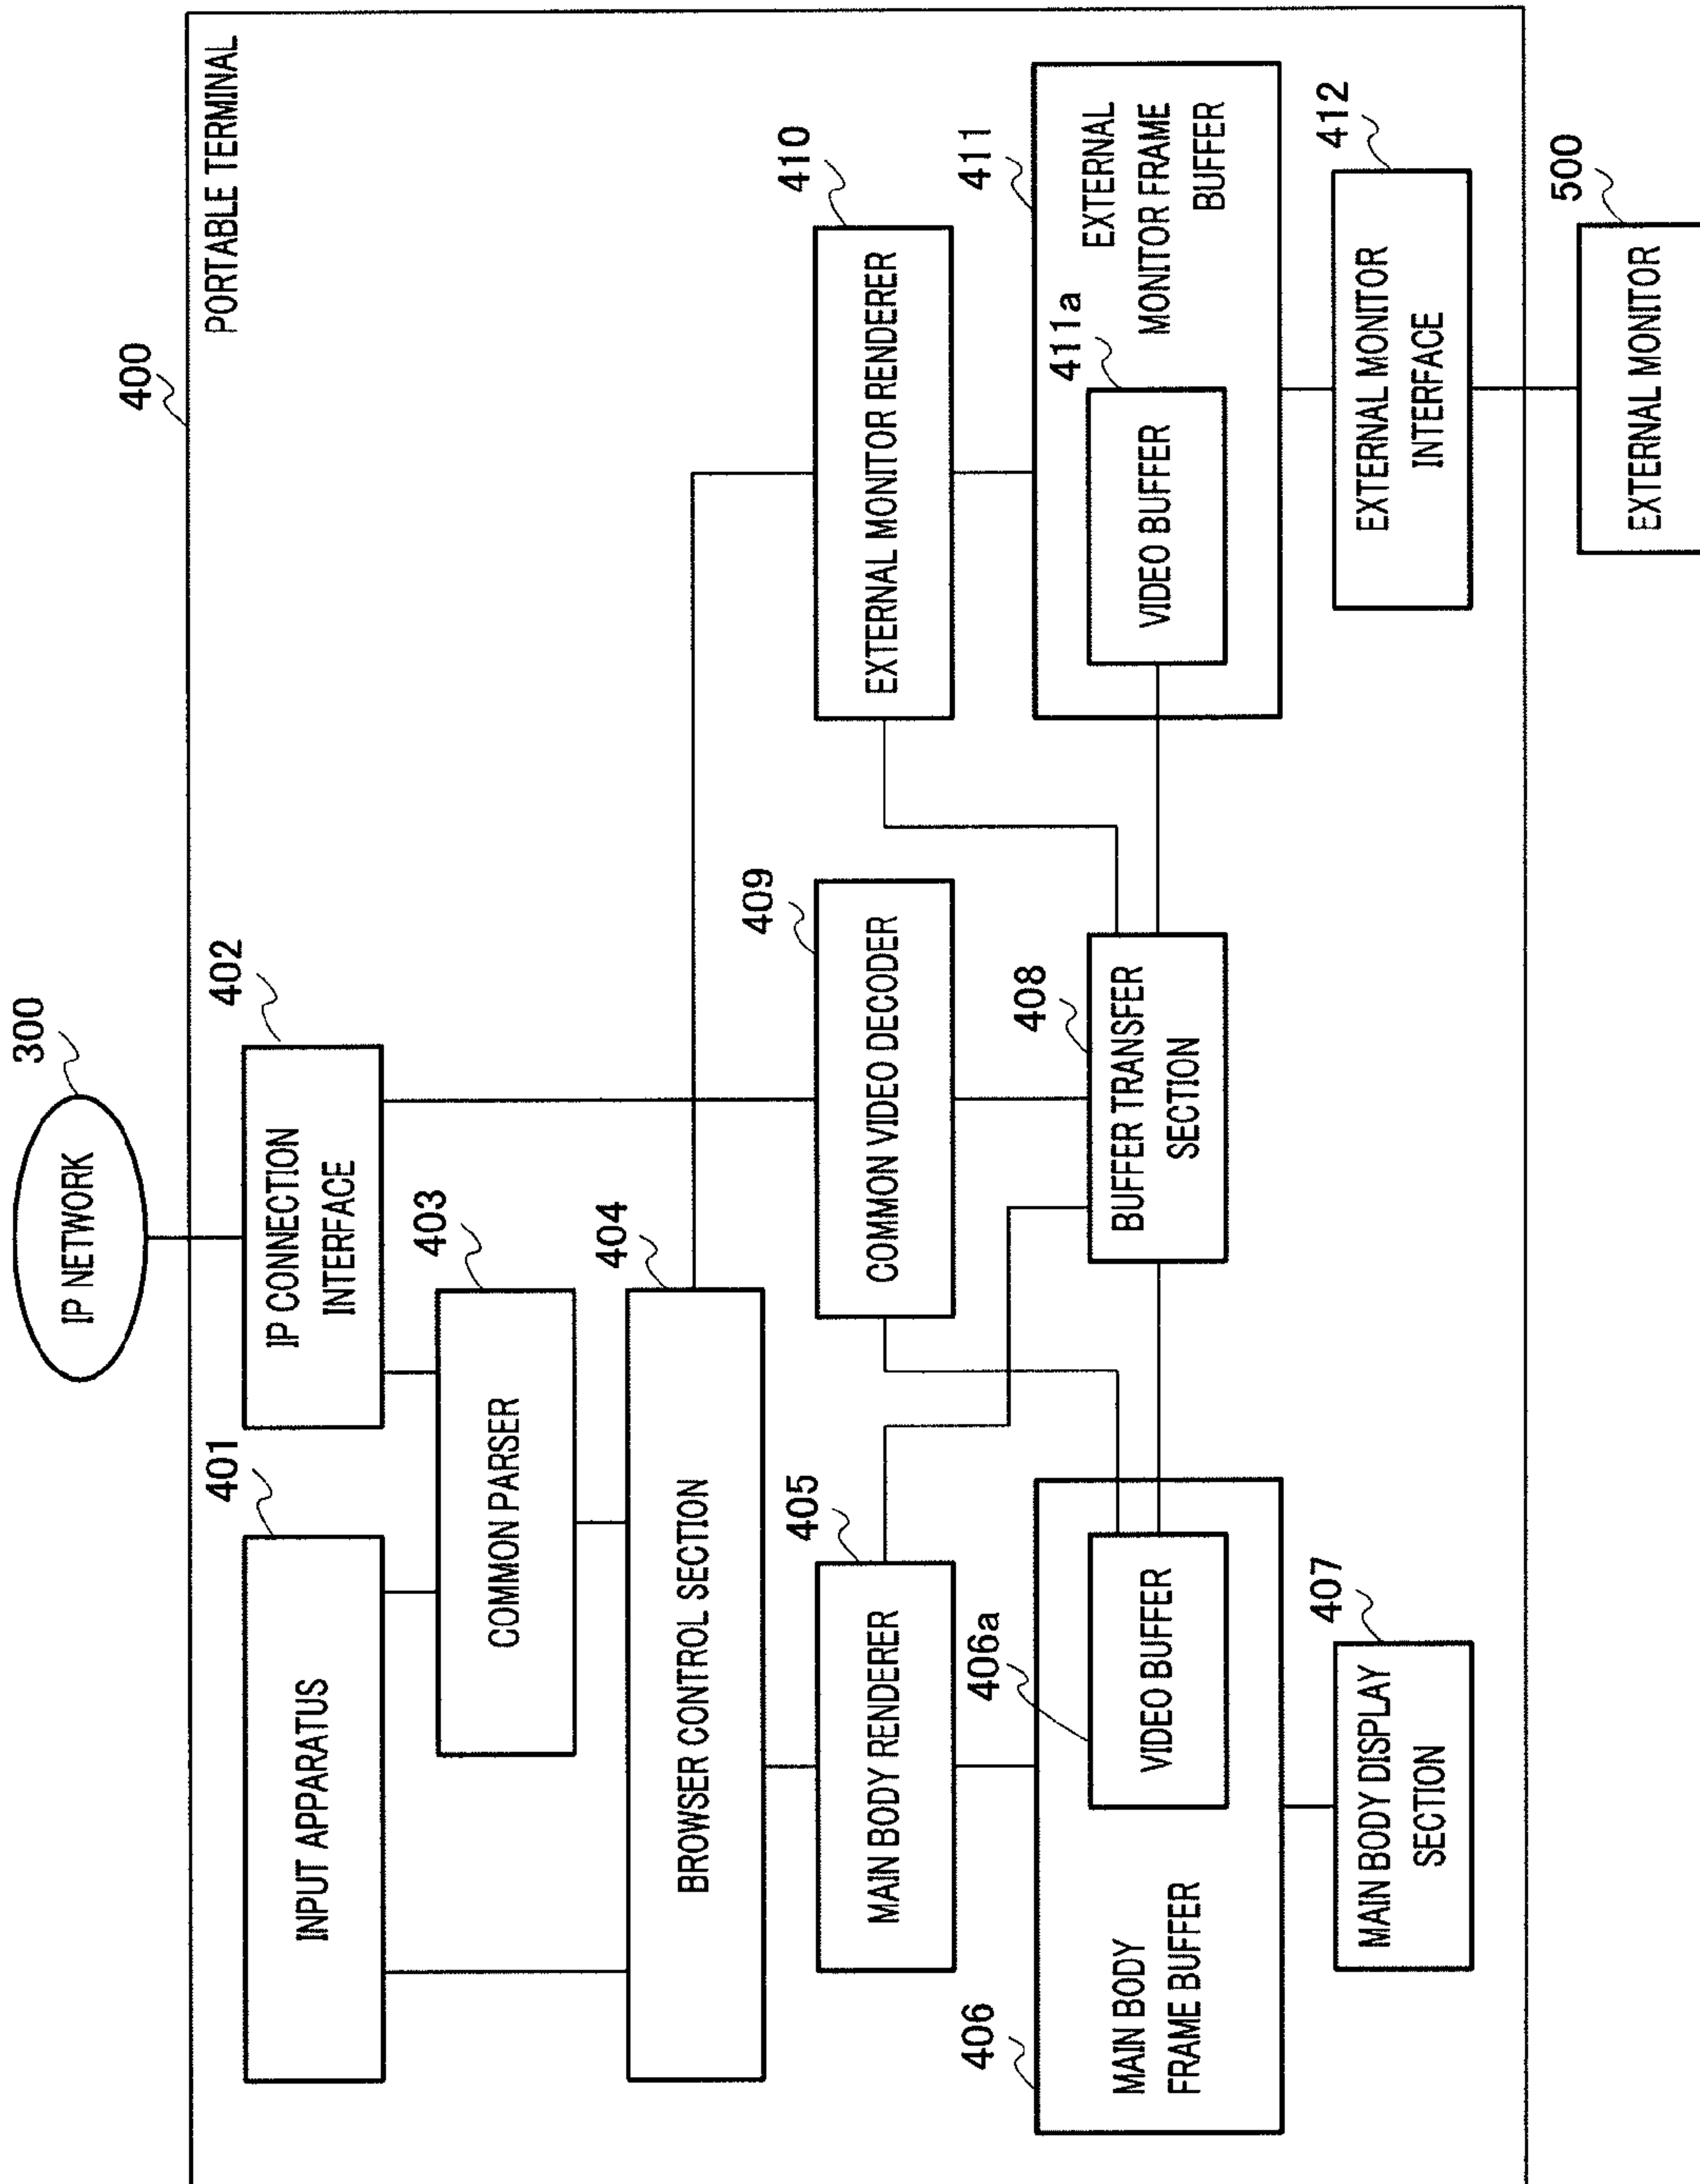 300
IP NETWORK
400
PORTABLE TERMINAL
401
INPUT APPARATUS
402
IP CONNECTION
INTERFACE
403
COMMON PARSER
404
BROWSER CONTROL SECTION
405
MAIN BODY RENDERER
409
COMMON VIDEO DECODER
410
EXTERNAL MONITOR RENDERER
406
MAIN BODY
FRAME BUFFER
406a
VIDEO BUFFER
408
BUFFER TRANSFER
SECTION
411a
VIDEO BUFFER
411
EXTERNAL
MONITOR FRAME
BUFFER
407
MAIN BODY DISPLAY
SECTION
412
EXTERNAL MONITOR
INTERFACE
500
EXTERNAL MONITOR